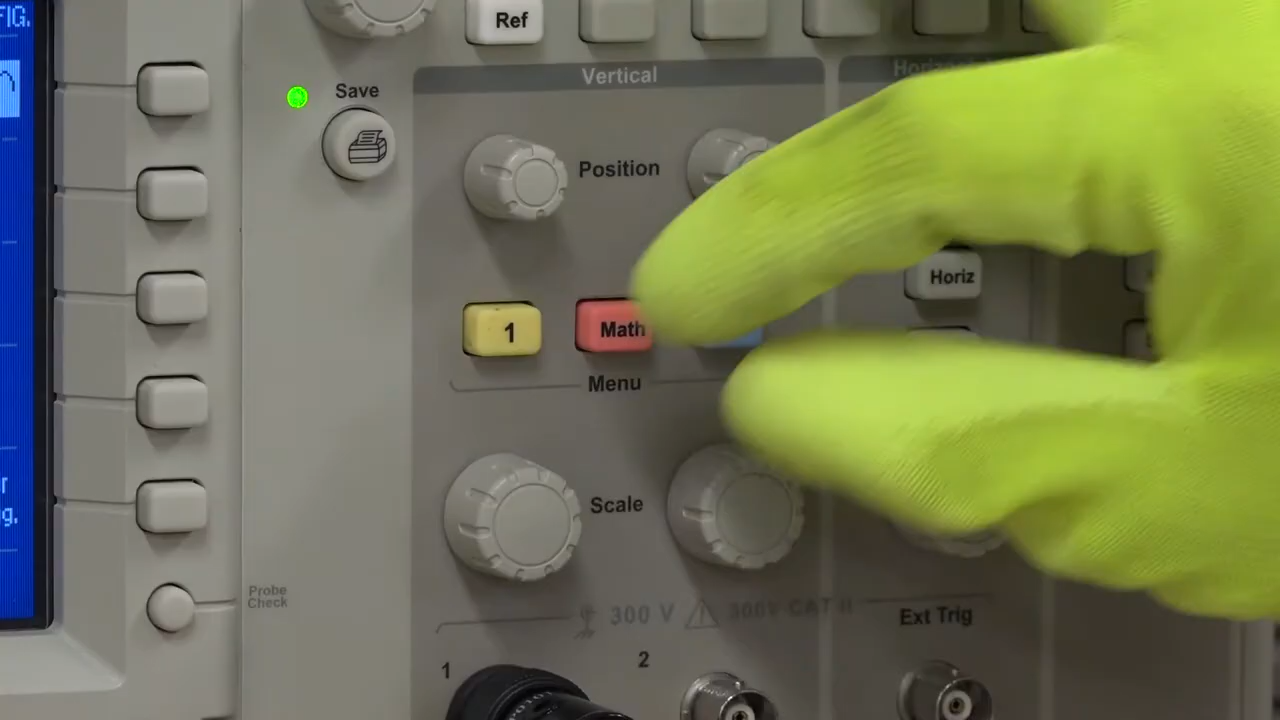 FIG.
Ref
Save
Vertical
Position
Horiz
1
Math
Menu
Scale
Probe
Check
300 V
300V CAT II
Ext Trig
1
2
g.